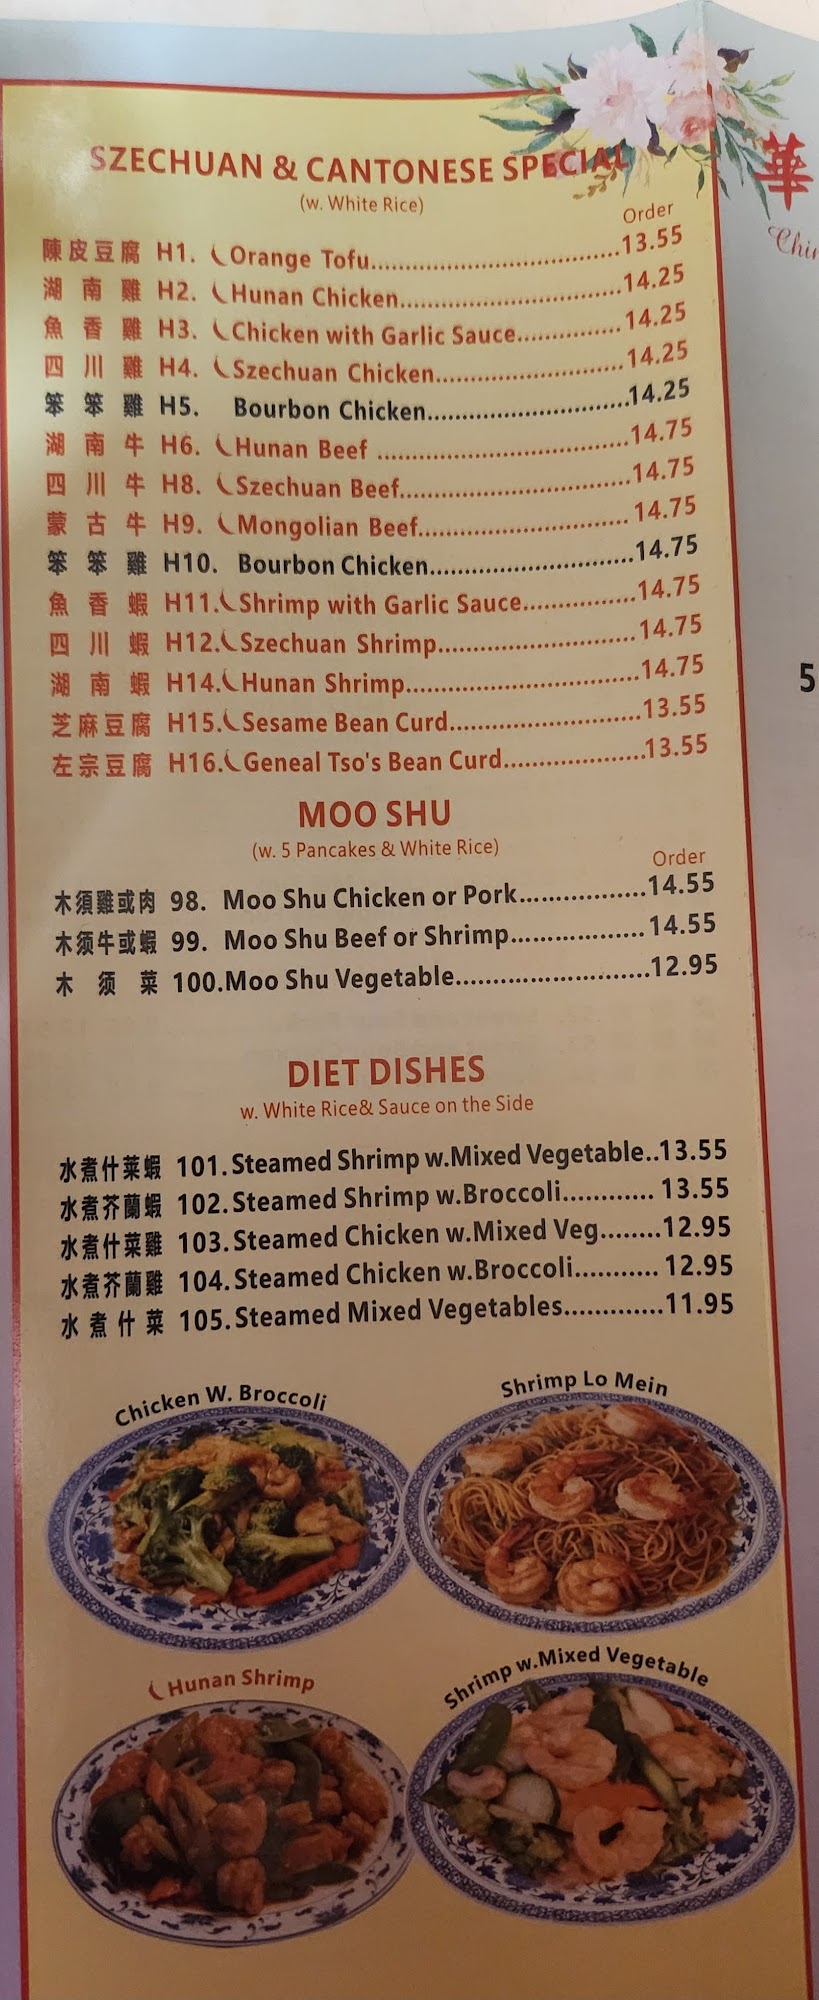 SZECHUAN & CANTONESE SPECIAL
(w. White Rice)
Order
陳皮豆腐 H1. Orange Tofu..............................13.55
湖南雞 H2. Hunan Chicken..............................14.25
魚香雞 H3. Chicken with Garlic Sauce..............14.25
四川雞 H4. Szechuan Chicken.........................14.25
笨笨雞 H5. Bourbon Chicken..........................14.25
湖南牛 H6. Hunan Beef ................................14.75
四川牛 H8. Szechuan Beef..............................14.75
蒙古牛 H9. Mongolian Beef............................14.75
笨笨雞 H10. Bourbon Chicken..........................14.75
魚香蝦 H11. Shrimp with Garlic Sauce..............14.75
四川蝦 H12. Szechuan Shrimp.........................14.75
湖南蝦 H14. Hunan Shrimp..............................14.75
芝麻豆腐 H15. Sesame Bean Curd........................13.55
左宗豆腐 H16. Geneal Tso's Bean Curd..................13.55
MOO SHU
(w. 5 Pancakes & White Rice)
Order
木須雞或肉 98. Moo Shu Chicken or Pork.................14.55
木须牛或蝦 99. Moo Shu Beef or Shrimp.................14.55
木须菜 100.Moo Shu Vegetable.........................12.95
DIET DISHES
w. White Rice& Sauce on the Side
水煮什菜蝦 101. Steamed Shrimp w.Mixed Vegetable..13.55
水煮芥蘭蝦 102. Steamed Shrimp w.Broccoli............ 13.55
水煮什菜雞 103. Steamed Chicken w.Mixed Veg........12.95
水煮芥蘭雞 104. Steamed Chicken w.Broccoli........... 12.95
水煮什菜 105. Steamed Mixed Vegetables.............11.95
Chicken W. Broccoli
Shrimp Lo Mein
Hunan Shrimp
Shrimp w.Mixed Vegetable
華
5